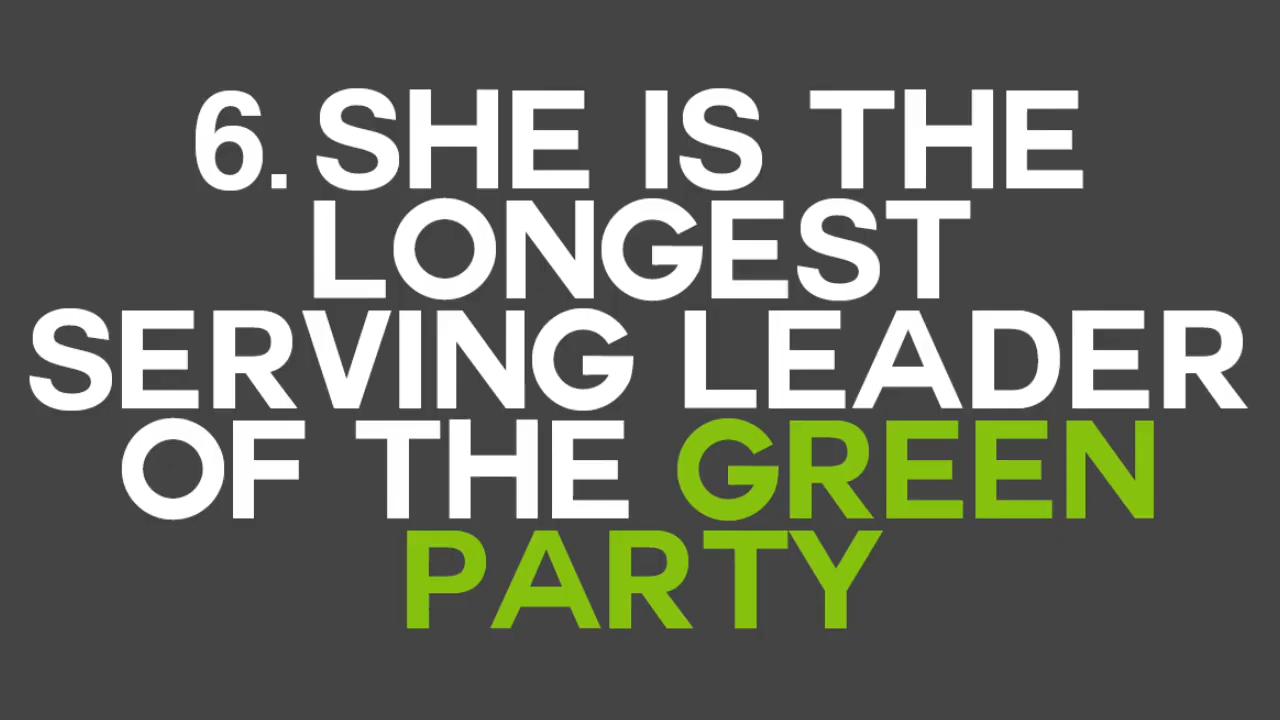 6. SHE IS THE
LONGEST
SERVING LEADER
OF THE GREEN
PARTY